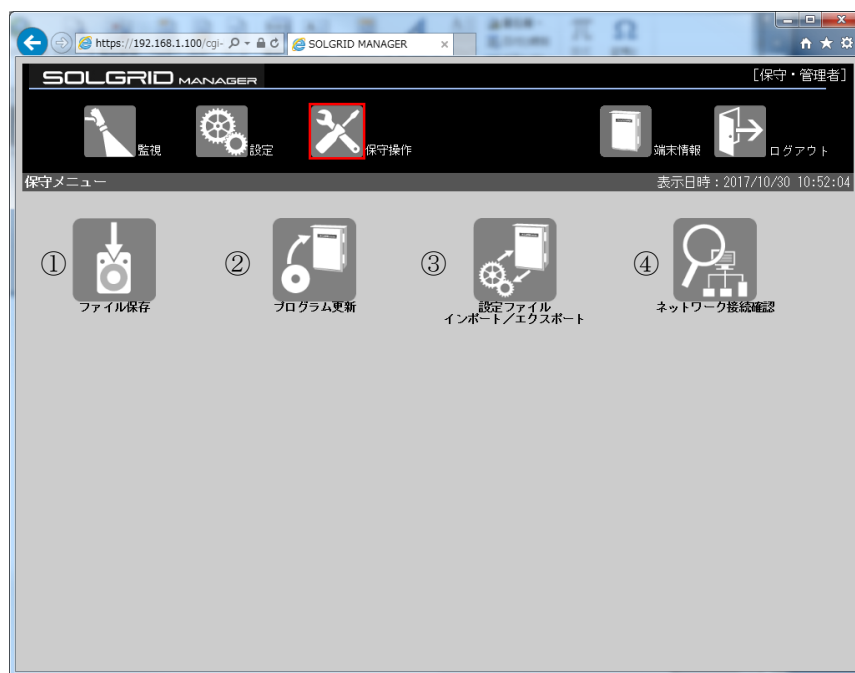 https://192.168.1.100/cgi-
SOLGRID MANAGER
SOLGRID MANAGER
[保守・管理者]
監視
設定
保守操作
端末情報
ログアウト
保守メニュー
表示日時：2017/10/30 10:52:04
①
②
③
④
ファイル保存
プログラム更新
設定ファイル
インポート／エクスポート
ネットワーク接続確認